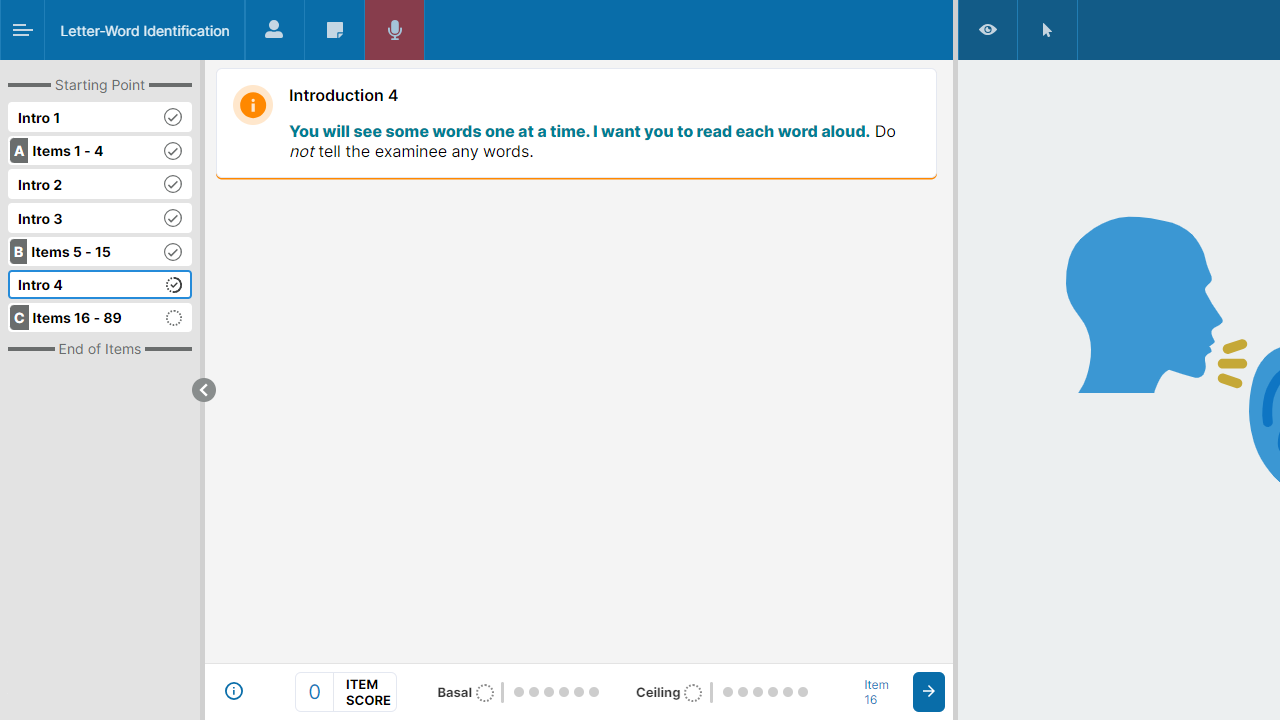 Letter-Word Identification
Starting Point
Intro 1
A Items 1 - 4
Intro 2
Intro 3
B Items 5 - 15
Intro 4
C Items 16 - 89
End of Items
Introduction 4
You will see some words one at a time. I want you to read each word aloud. Do
not tell the examinee any words.
0 ITEM
SCORE
Basal
Ceiling
Item
16